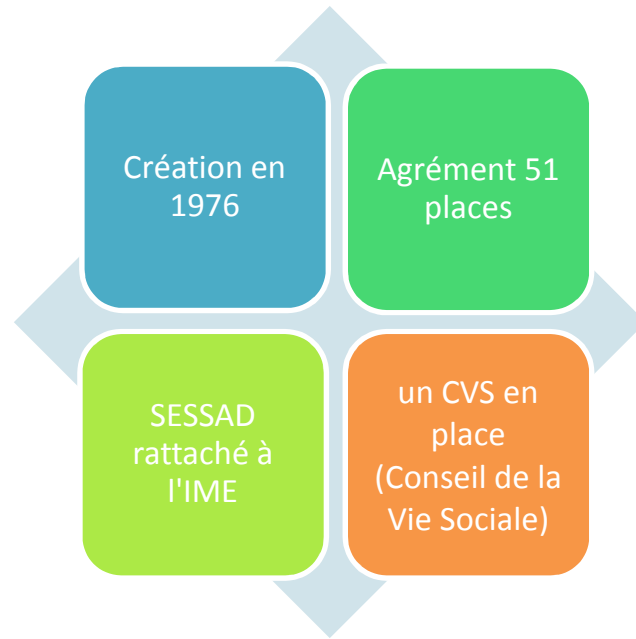 Création en
1976
Agrément 51
places
SESSAD
rattaché à
l'IME
un CVS en
place
(Conseil de la
Vie Sociale)